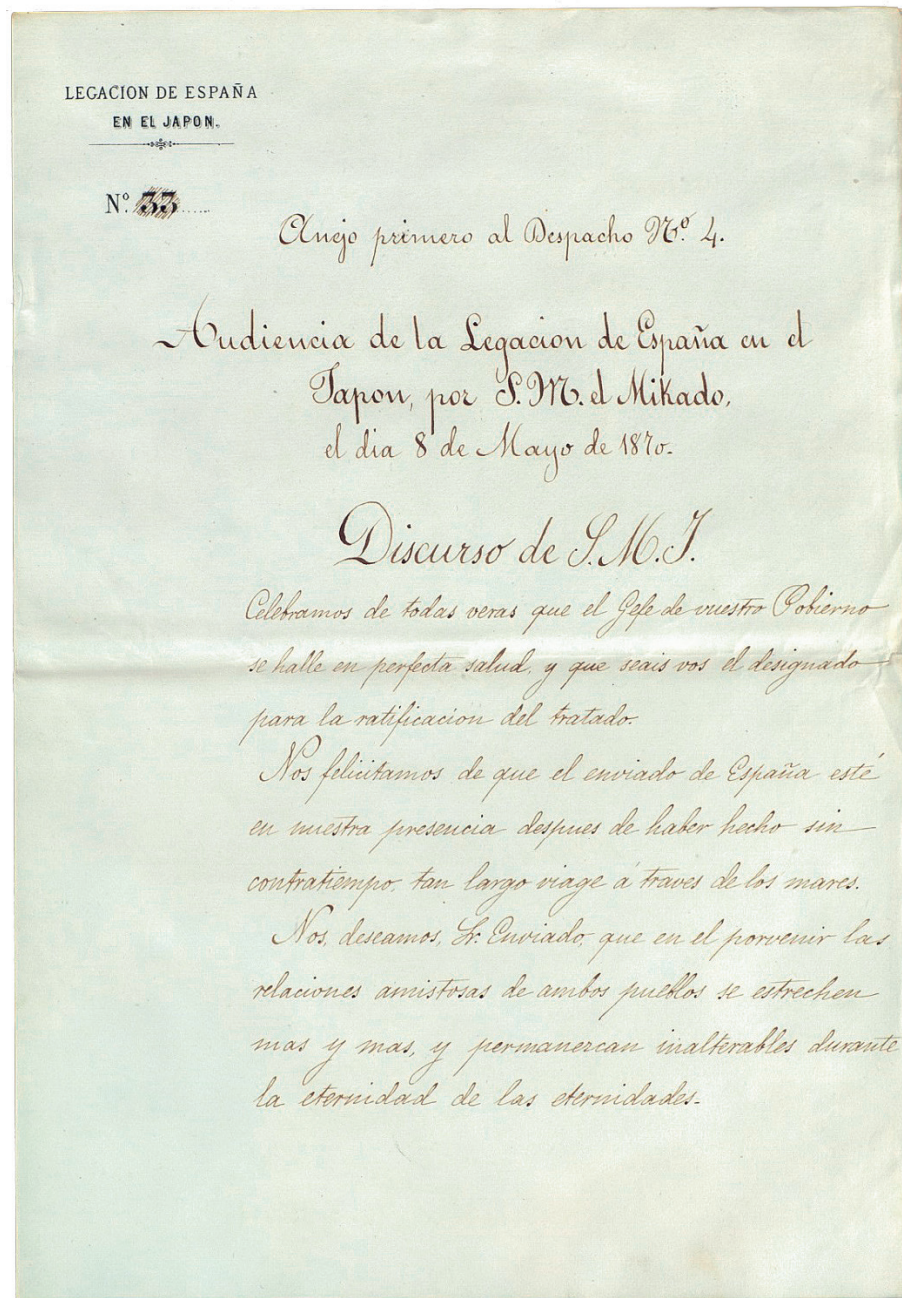 LEGACION DE ESPAÑA
EN EL JAPON.
Nº. 33
Anejo primero al Despacho Nº. 4.
Audiencia de la Legacion de España en el
Japon, por S. M. el Mikado,
el dia 8 de Mayo de 1870.
Discurso de S. M. I.
Celebramos de todas veras que el Gefe de vuestro Gobierno
se halle en perfecta salud, y que seais vos el designado
para la ratificacion del tratado.
Nos felicitamos de que el enviado de España esté
en nuestra presencia despues de haber hecho sin
contratiempo, tan largo viage á traves de los mares.
Nos, deseamos, Sr. Enviado, que en el porvenir las
relaciones amistosas de ambos pueblos se estrechen
mas y mas, y permanezcan inalterables durante
la eternidad de las eternidades.